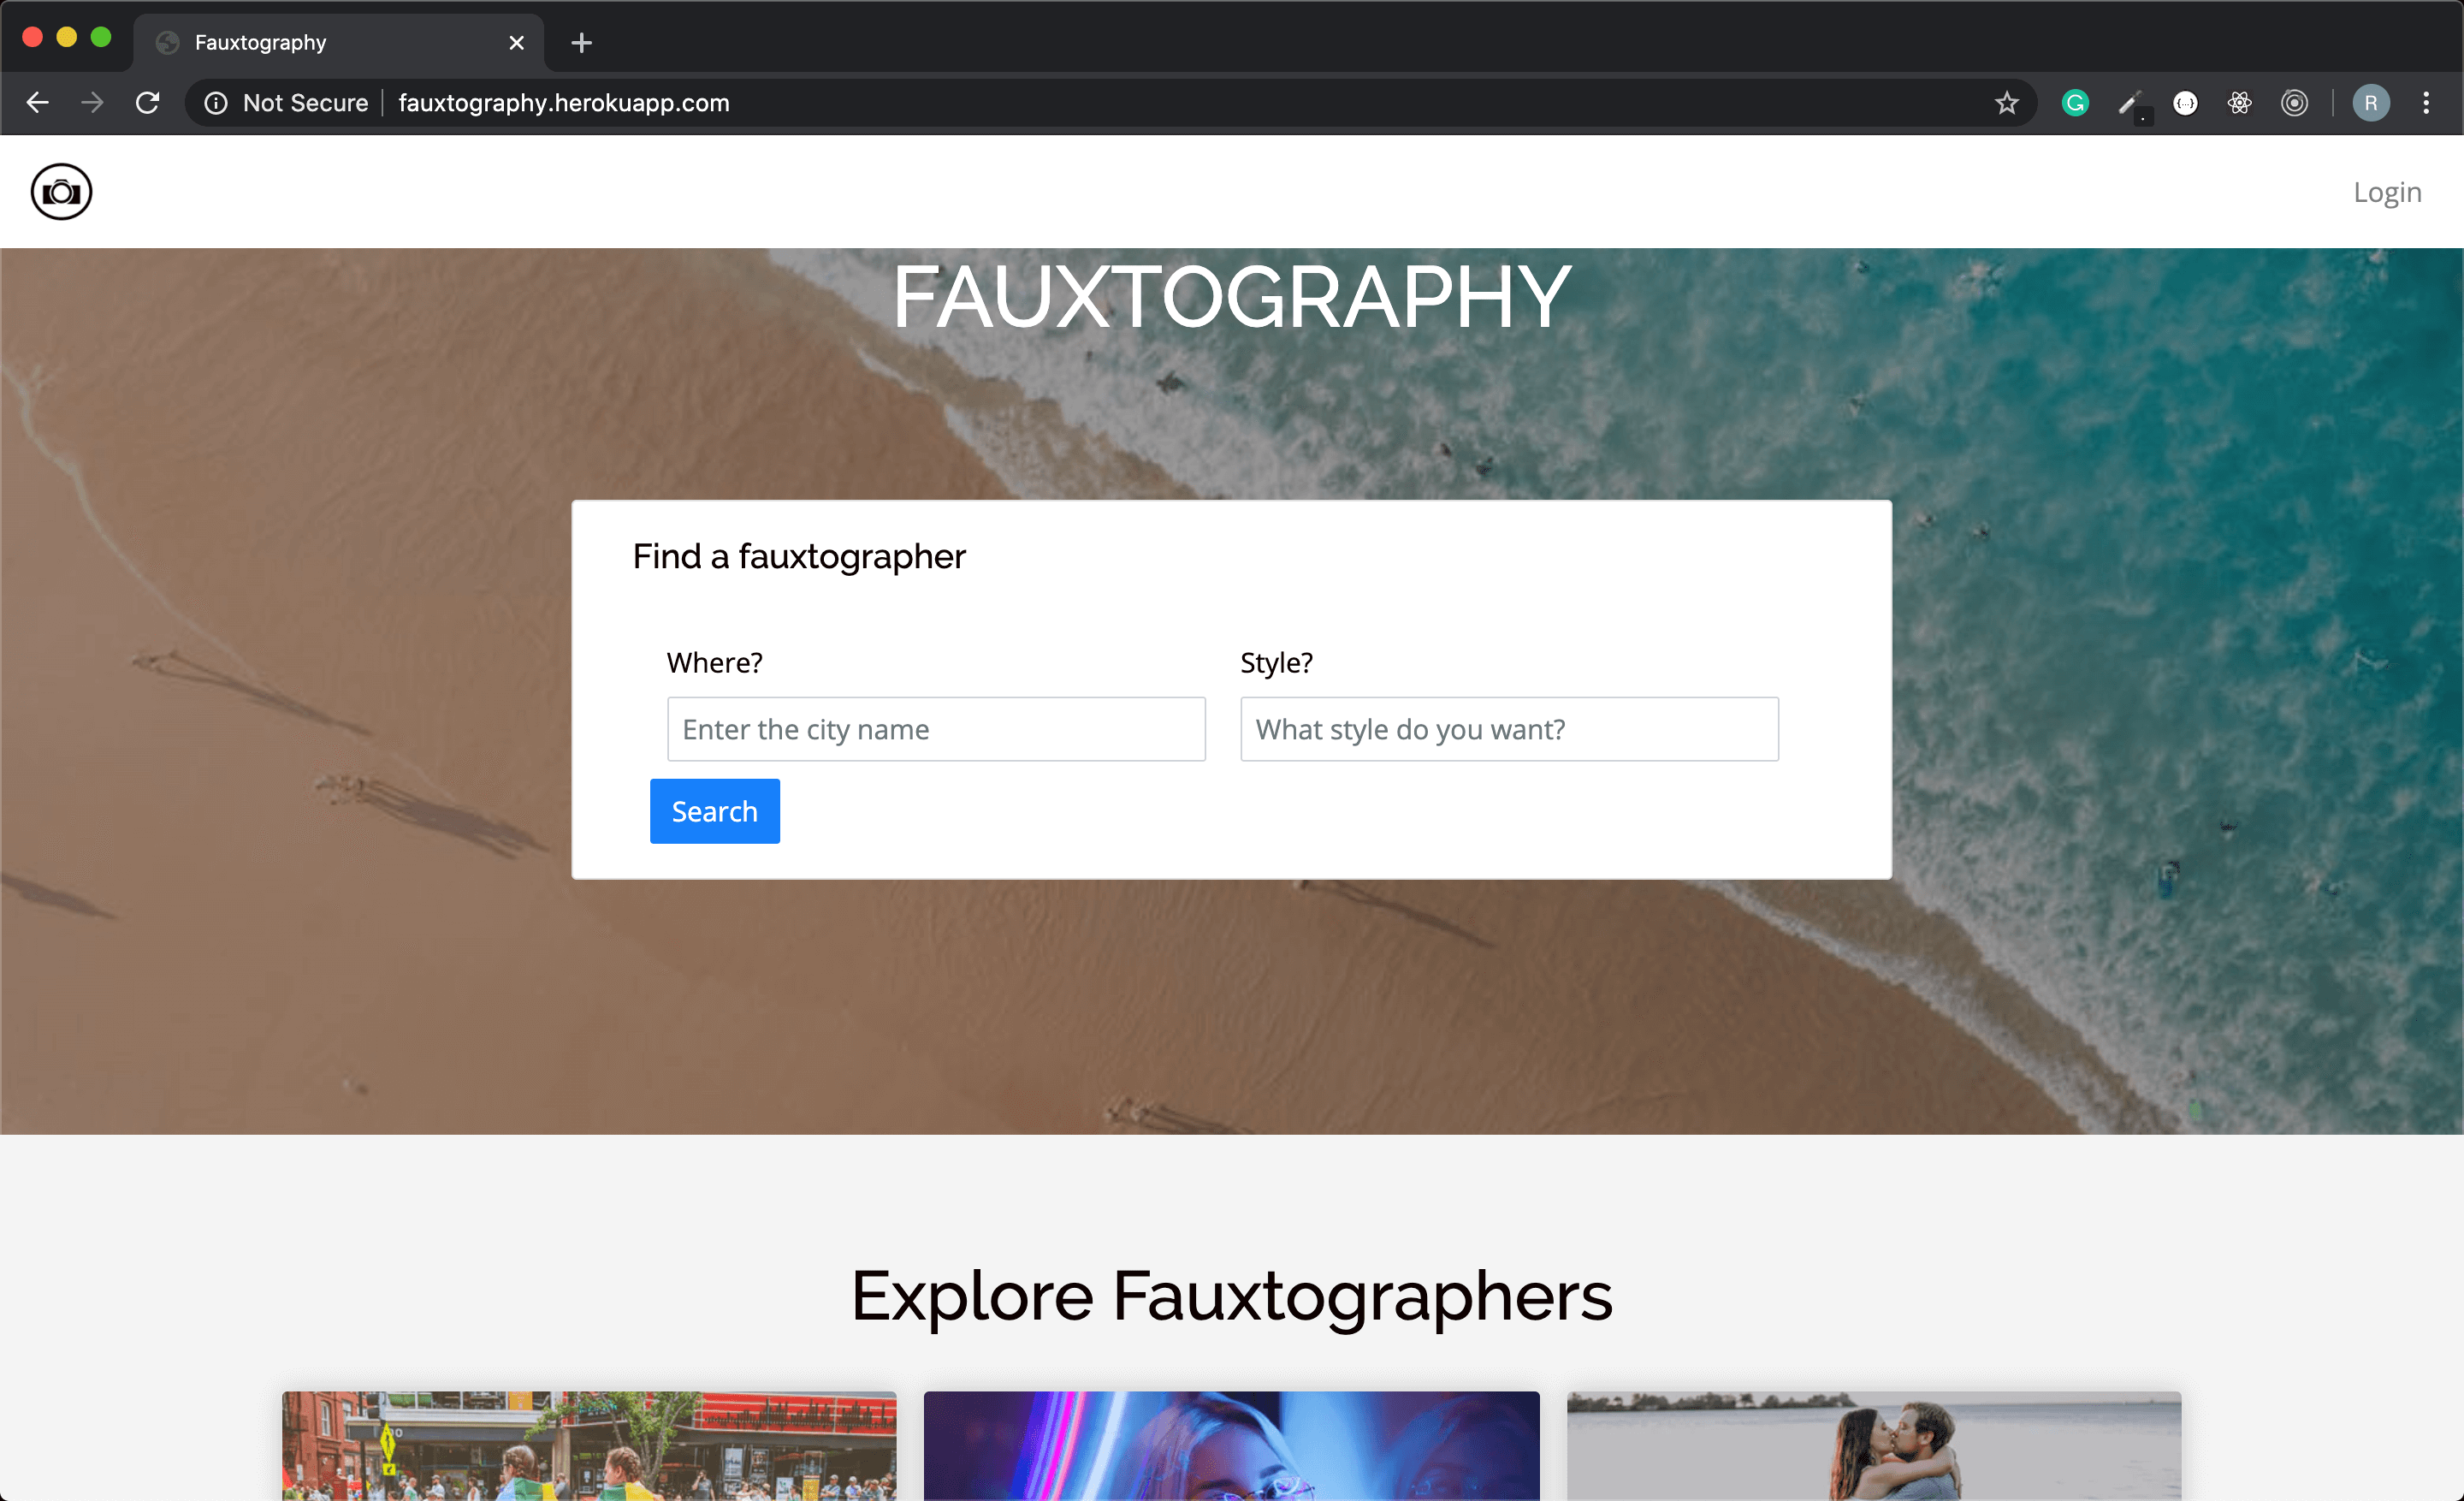 Fauxtography
Not Secure
fauxtography.herokuapp.com
R
Login
FAUXTOGRAPHY
Find a fauxtographer
Where?
Style?
Enter the city name
What style do you want?
Search
Explore Fauxtographers